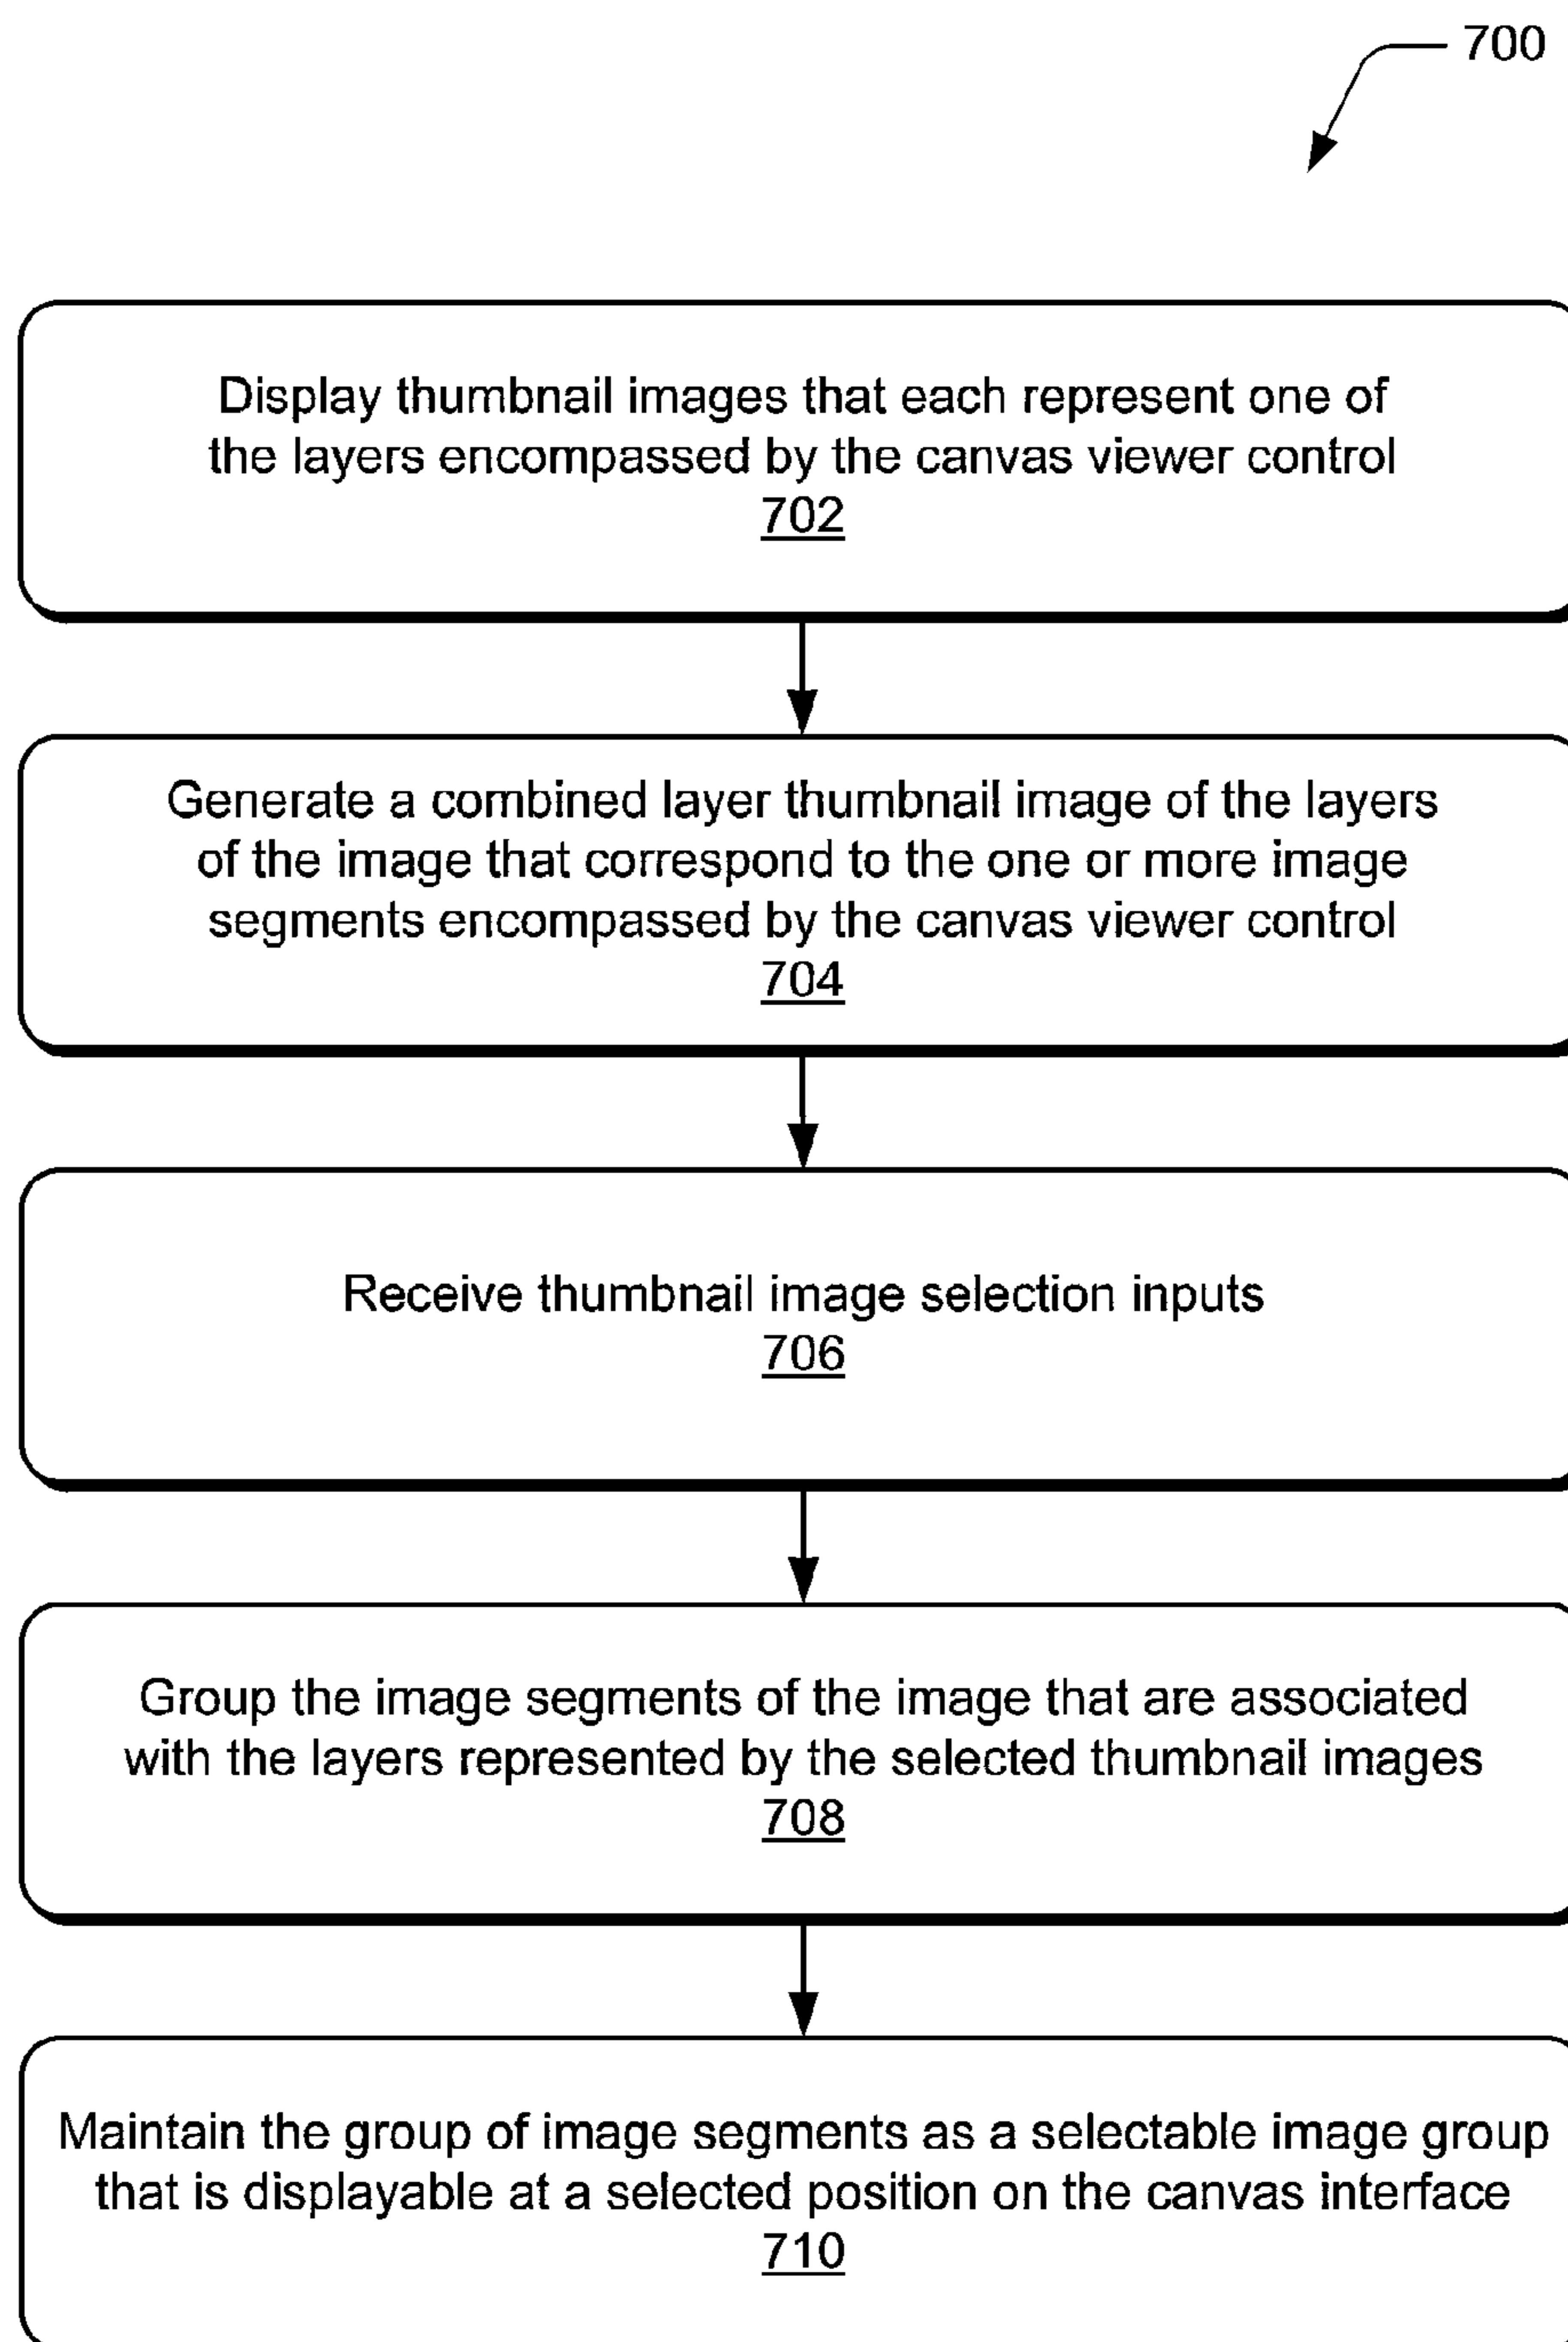 700
Display thumbnail images that each represent one of
the layers encompassed by the canvas viewer control
702
Generate a combined layer thumbnail image of the layers
of the image that correspond to the one or more image
segments encompassed by the canvas viewer control
704
Receive thumbnail image selection inputs
706
Group the image segments of the image that are associated
with the layers represented by the selected thumbnail images
708
Maintain the group of image segments as a selectable image group
that is displayable at a selected position on the canvas interface
710